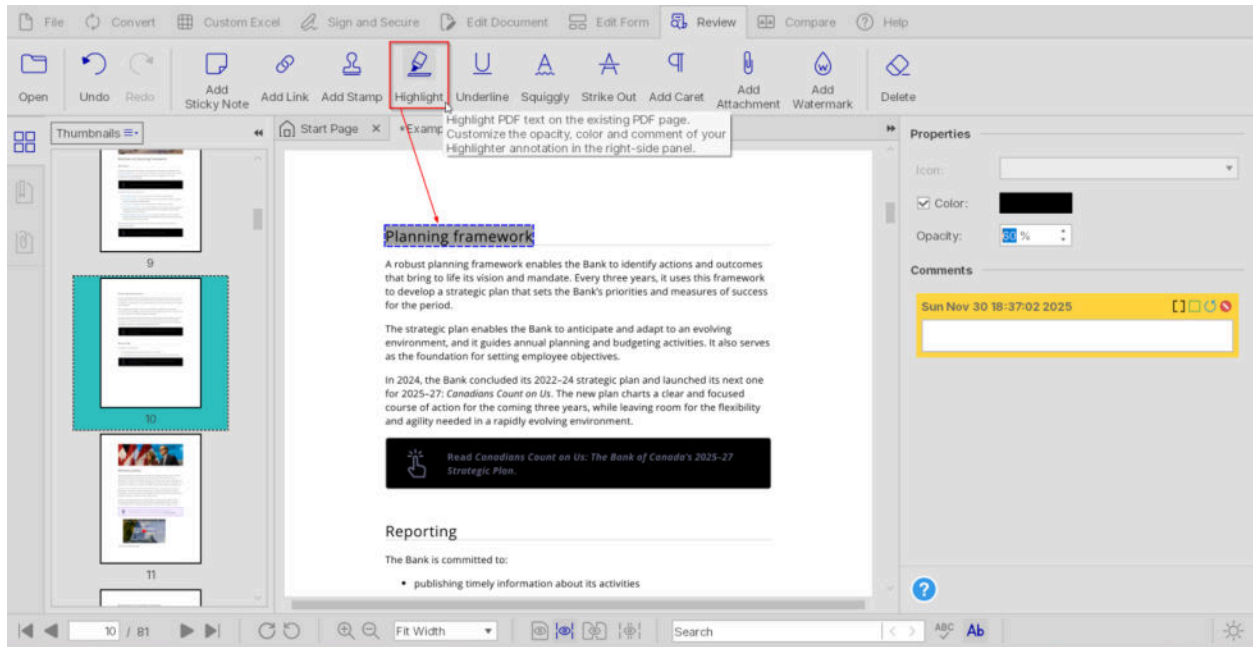 File Convert Custom Excel Sign and Secure Edit Document Edit Form Review Compare Help
Open Undo Redo Add Sticky Note Add Link Add Stamp Highlight Underline Squiggly Strike Out Add Caret Add Attachment Add Watermark Delete
Thumbnails
Start Page × *Examp
Highlight PDF text on the existing PDF page.
Customize the opacity, color and comment of your
Highlighter annotation in the right-side panel.
9
10
11
Planning framework
A robust planning framework enables the Bank to identify actions and outcomes
that bring to life its vision and mandate. Every three years, it uses this framework
to develop a strategic plan that sets the Bank's priorities and measures of success
for the period.
The strategic plan enables the Bank to anticipate and adapt to an evolving
environment, and it guides annual planning and budgeting activities. It also serves
as the foundation for setting employee objectives.
In 2024, the Bank concluded its 2022–24 strategic plan and launched its next one
for 2025–27: Canadians Count on Us. The new plan charts a clear and focused
course of action for the coming three years, while leaving room for the flexibility
and agility needed in a rapidly evolving environment.
Read Canadians Count on Us: The Bank of Canada's 2025–27
Strategic Plan.
Reporting
The Bank is committed to:
• publishing timely information about its activities
Properties
Icon:
Color:
Opacity: 60 %
Comments
Sun Nov 30 18:37:02 2025
?
10 / 81 Fit Width Search ABC Ab